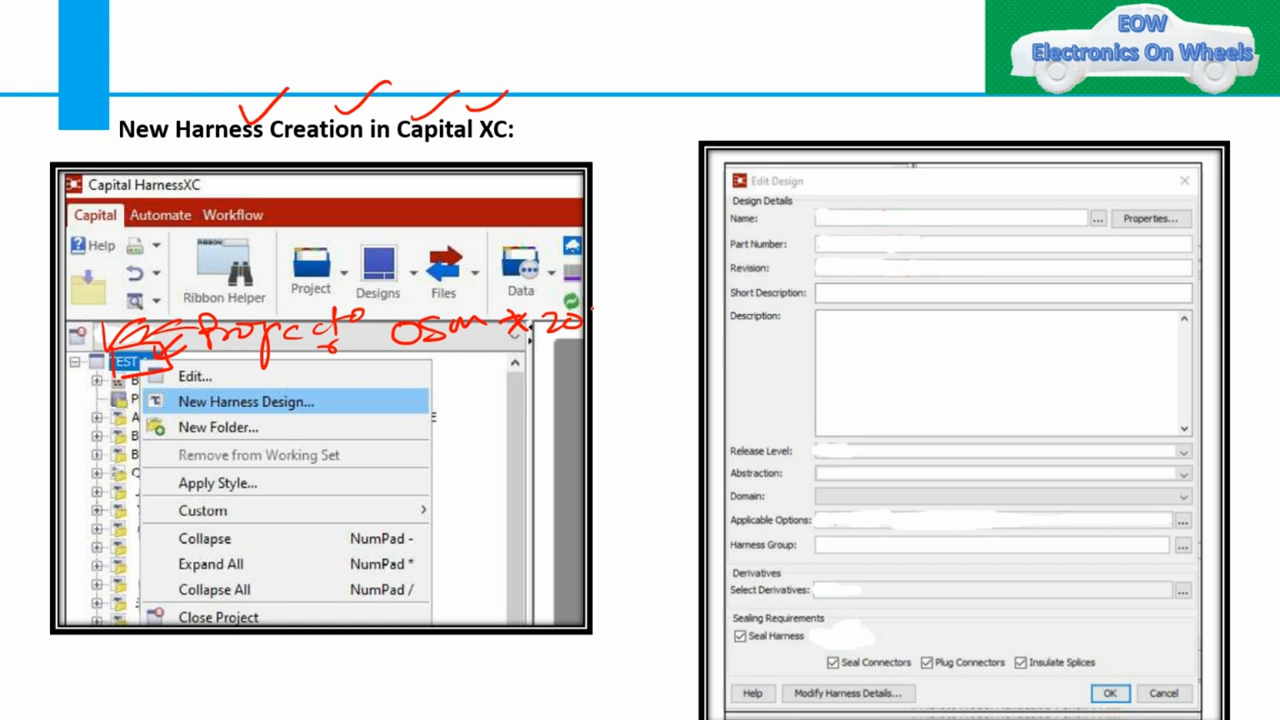 EOW
Electronics On Wheels
New Harness Creation in Capital XC:
Capital HarnessXC
Capital Automate Workflow
Help
RIBBON
Ribbon Helper
Project
Designs
Files
Data
Project
TEST
Edit...
New Harness Design...
New Folder...
Remove from Working Set
Apply Style...
Custom
Collapse NumPad -
Expand All NumPad *
Collapse All NumPad /
Close Project
Edit Design
Design Details
Name: ... Properties...
Part Number:
Revision:
Short Description:
Description:
Release Level:
Abstraction:
Domain:
Applicable Options: ...
Harness Group: ...
Derivatives
Select Derivatives: ...
Sealing Requirements
Seal Harness
Seal Connectors Plug Connectors Insulate Splices
Help Modify Harness Details... OK Cancel